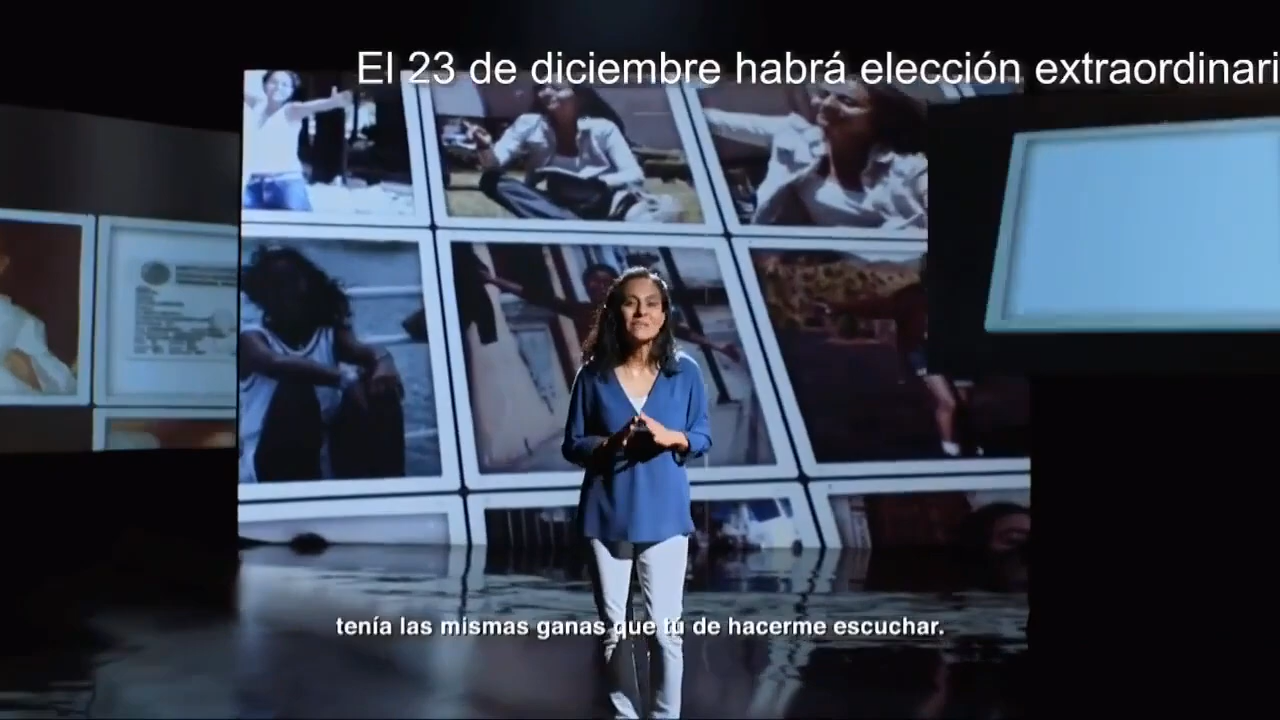 El 23 de diciembre habrá elección extraordinari
tenía las mismas ganas que tú de hacerme escuchar.